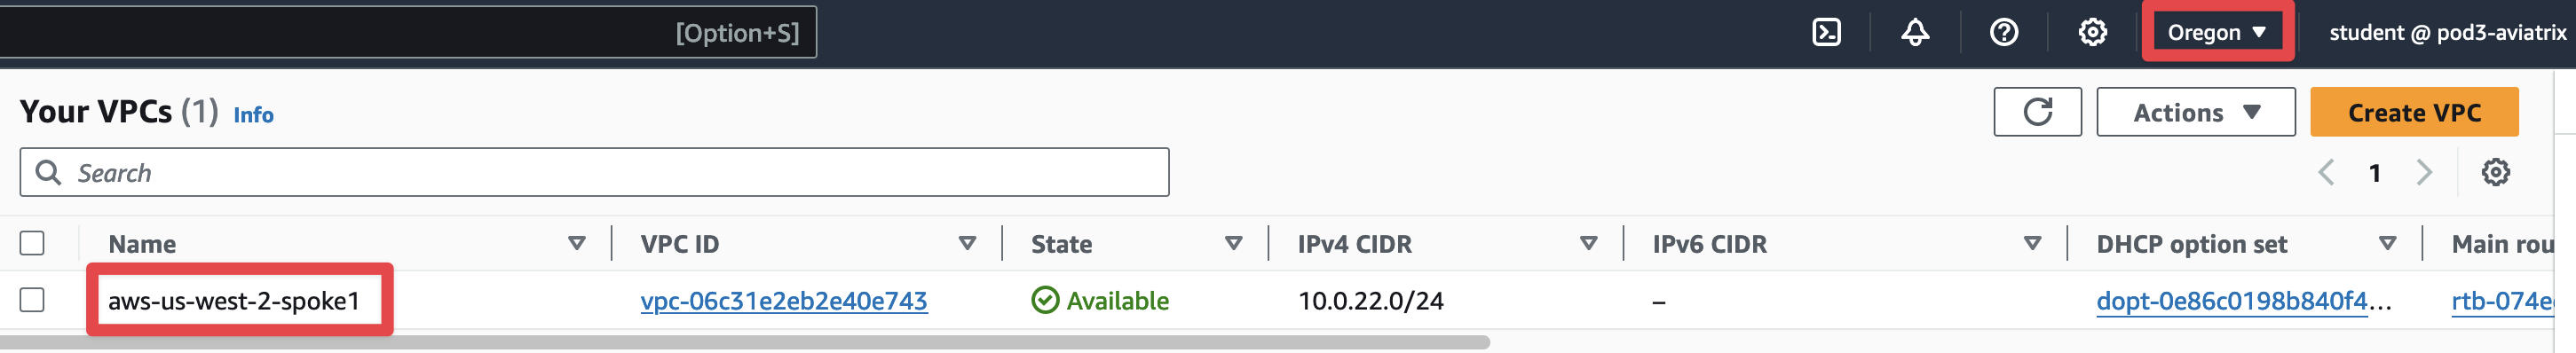 [Option+S]
Oregon
student @ pod3-aviatrix
Your VPCs (1) Info
Actions
Create VPC
Search
1
Name VPC ID State IPv4 CIDR IPv6 CIDR DHCP option set Main rou
aws-us-west-2-spoke1 vpc-06c31e2eb2e40e743 Available 10.0.22.0/24 – dopt-0e86c0198b840f4... rtb-074e